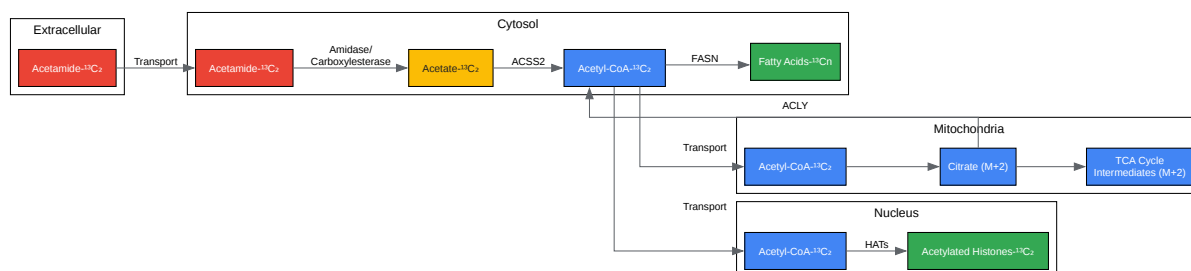 Extracellular
Cytosol
Acetamide-¹³C₂
Transport
Acetamide-¹³C₂
Amidase/
Carboxylesterase
Acetate-¹³C₂
ACSS2
Acetyl-CoA-¹³C₂
FASN
Fatty Acids-¹³Cn
ACLY
Mitochondria
Transport
Acetyl-CoA-¹³C₂
Citrate (M+2)
TCA Cycle
Intermediates (M+2)
Transport
Nucleus
Acetyl-CoA-¹³C₂
HATs
Acetylated Histones-¹³C₂